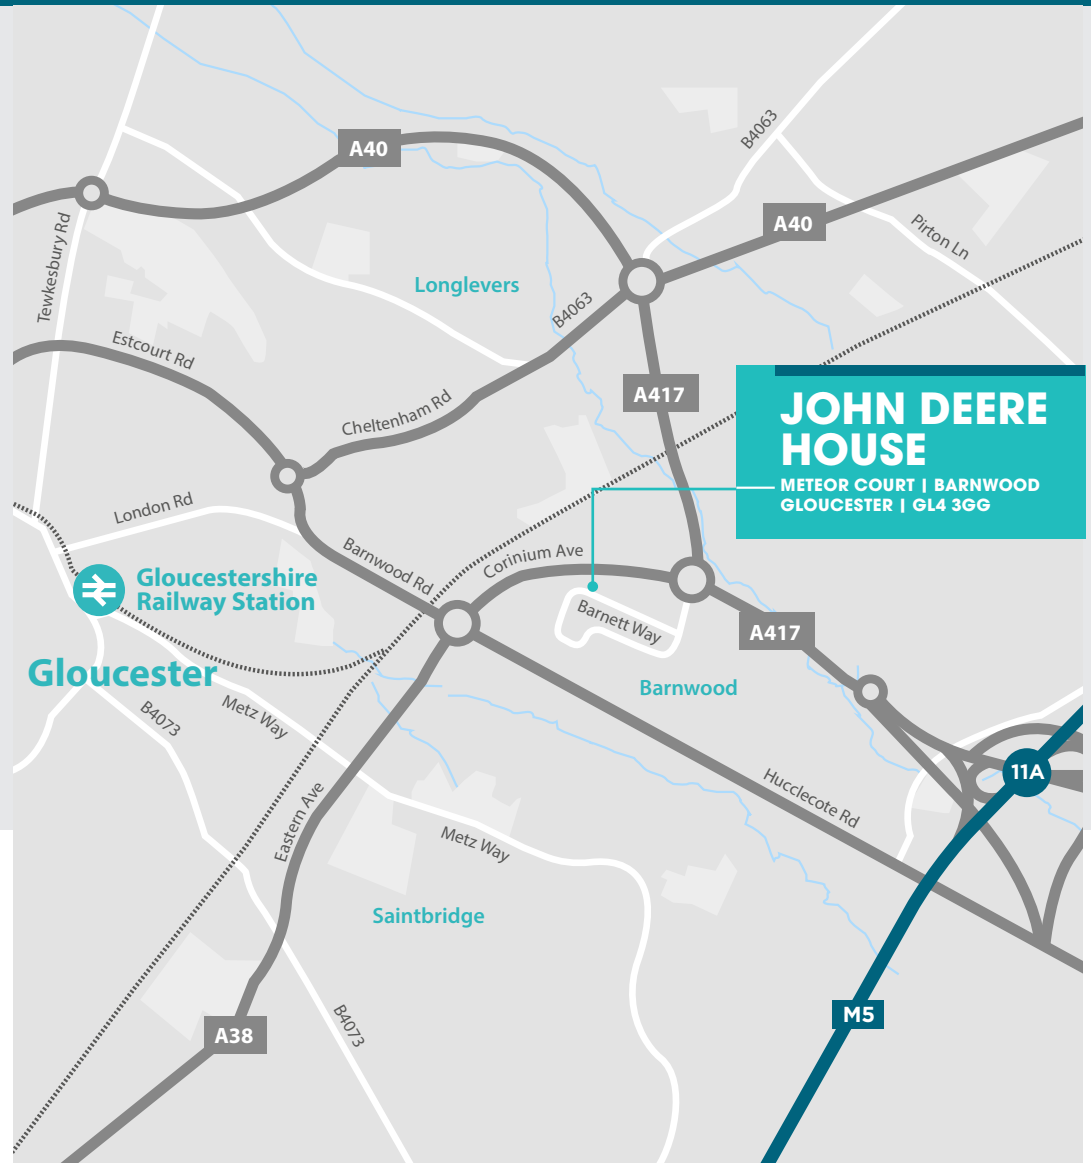 B4063
A40
A40
Tewkesbury Rd
Pirton Ln
Longlevers
B4063
Estcourt Rd
A417
JOHN DEERE
HOUSE
METEOR COURT | BARNWOOD
GLOUCESTER | GL4 3GG
Cheltenham Rd
London Rd
Barnwood Rd
Corinium Ave
Gloucestershire
Railway Station
Barnett Way
A417
Gloucester
Barnwood
B4073
Metz Way
11A
Hucclecote Rd
Eastern Ave
Metz Way
Saintbridge
M5
B4073
A38